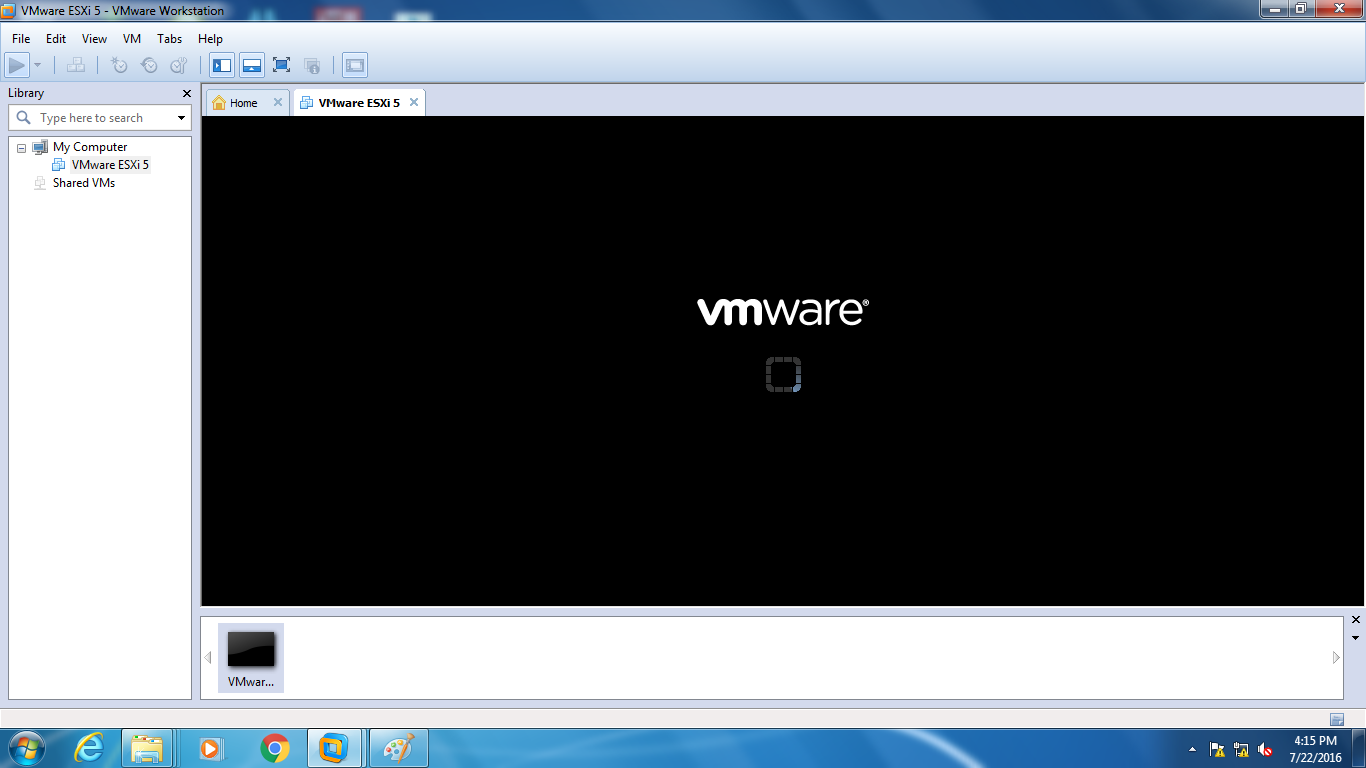 VMware ESXi 5 - VMware Workstation
File Edit View VM Tabs Help
Library
Home
VMware ESXi 5
Type here to search
My Computer
VMware ESXi 5
Shared VMs
vmware®
VMwar...
4:15 PM
7/22/2016